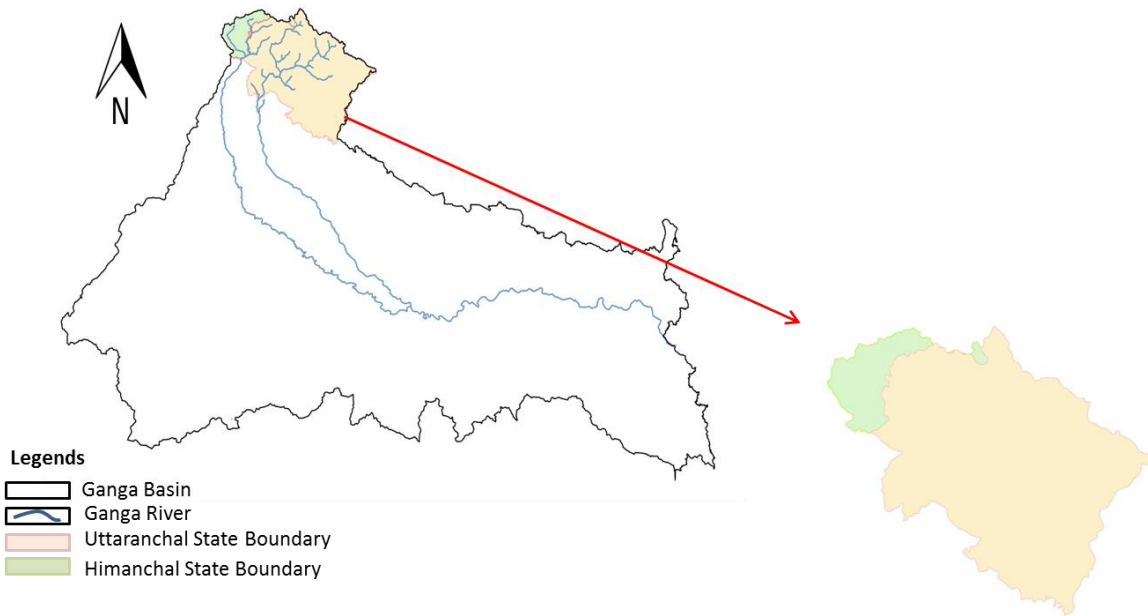 N
Legends
Ganga Basin
Ganga River
Uttaranchal State Boundary
Himanchal State Boundary